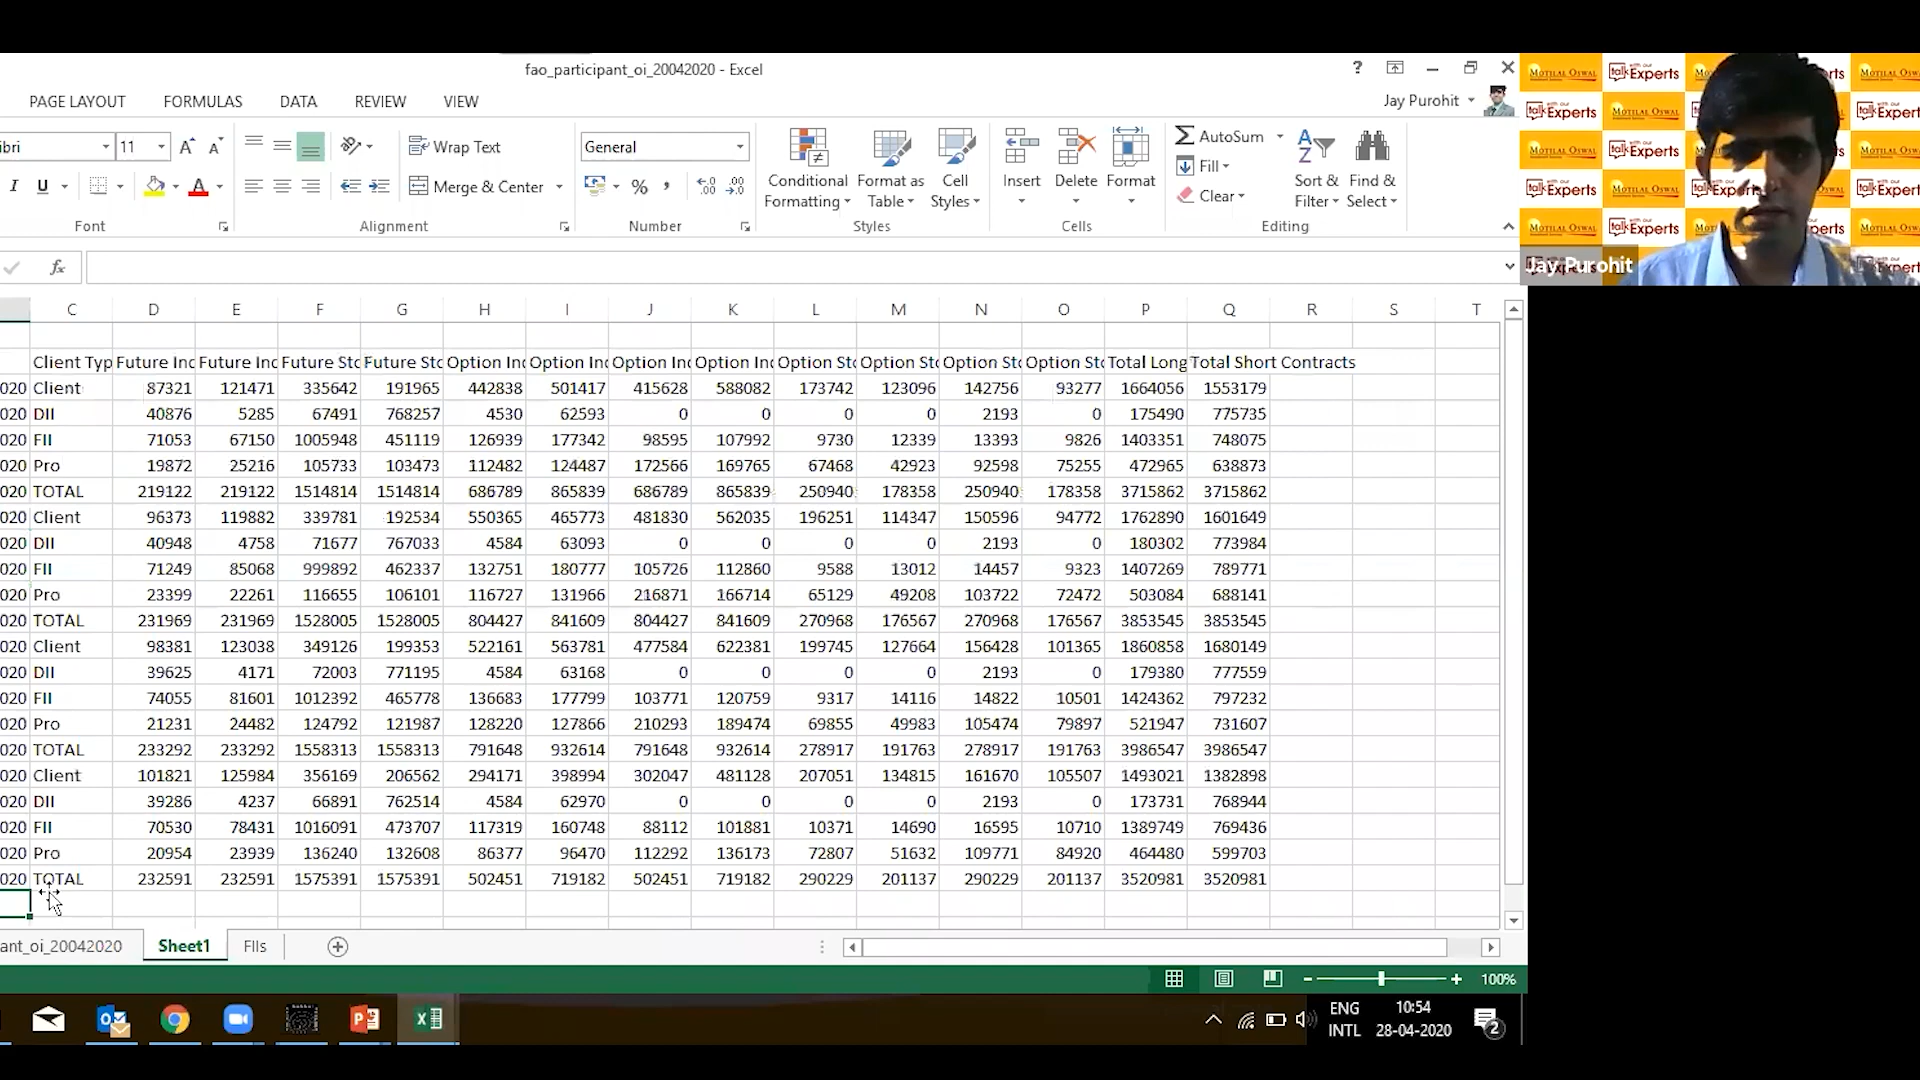 fao_participant_oi_20042020 - Excel
?
PAGE LAYOUT FORMULAS DATA REVIEW VIEW
Jay Purohit
ibri 11 A A Wrap Text General AutoSum
I U A Merge & Center % , Conditional Formatting Format as Table Cell Styles Insert Delete Format Fill Clear Sort & Filter Find & Select
Font Alignment Number Styles Cells Editing
fx
C D E F G H I J K L M N O P Q R S T
Client Typ Future Ind Future Ind Future Sto Future Sto Option Ind Option Ind Option Ind Option Ind Option Sto Option Sto Option Sto Option Sto Total Long Total Short Contracts
020 Client 87321 121471 335642 191965 442838 501417 415628 588082 173742 123096 142756 93277 1664056 1553179
020 DII 40876 5285 67491 768257 4530 62593 0 0 0 0 2193 0 175490 775735
020 FII 71053 67150 1005948 451119 126939 177342 98595 107992 9730 12339 13393 9826 1403351 748075
020 Pro 19872 25216 105733 103473 112482 124487 172566 169765 67468 42923 92598 75255 472965 638873
020 TOTAL 219122 219122 1514814 1514814 686789 865839 686789 865839 250940 178358 250940 178358 3715862 3715862
020 Client 96373 119882 339781 192534 550365 465773 481830 562035 196251 114347 150596 94772 1762890 1601649
020 DII 40948 4758 71677 767033 4584 63093 0 0 0 0 2193 0 180302 773984
020 FII 71249 85068 999892 462337 132751 180777 105726 112860 9588 13012 14457 9323 1407269 789771
020 Pro 23399 22261 116655 106101 116727 131966 216871 166714 65129 49208 103722 72472 503084 688141
020 TOTAL 231969 231969 1528005 1528005 804427 841609 804427 841609 270968 176567 270968 176567 3853545 3853545
020 Client 98381 123038 349126 199353 522161 563781 477584 622381 199745 127664 156428 101365 1860858 1680149
020 DII 39625 4171 72003 771195 4584 63168 0 0 0 0 2193 0 179380 777559
020 FII 74055 81601 1012392 465778 136683 177799 103771 120759 9317 14116 14822 10501 1424362 797232
020 Pro 21231 24482 124792 121987 128220 127866 210293 189474 69855 49983 105474 79897 521947 731607
020 TOTAL 233292 233292 1558313 1558313 791648 932614 791648 932614 278917 191763 278917 191763 3986547 3986547
020 Client 101821 125984 356169 206562 294171 398994 302047 481128 207051 134815 161670 105507 1493021 1382898
020 DII 39286 4237 66891 762514 4584 62970 0 0 0 0 2193 0 173731 768944
020 FII 70530 78431 1016091 473707 117319 160748 88112 101881 10371 14690 16595 10710 1389749 769436
020 Pro 20954 23939 136240 132608 86377 96470 112292 136173 72807 51632 109771 84920 464480 599703
020 TOTAL 232591 232591 1575391 1575391 502451 719182 502451 719182 290229 201137 290229 201137 3520981 3520981
ant_oi_20042020 Sheet1 FIIs
100%
ENG 10:54
INTL 28-04-2020 2
MOTILAL OSWAL talk with our Experts
Jay Purohit